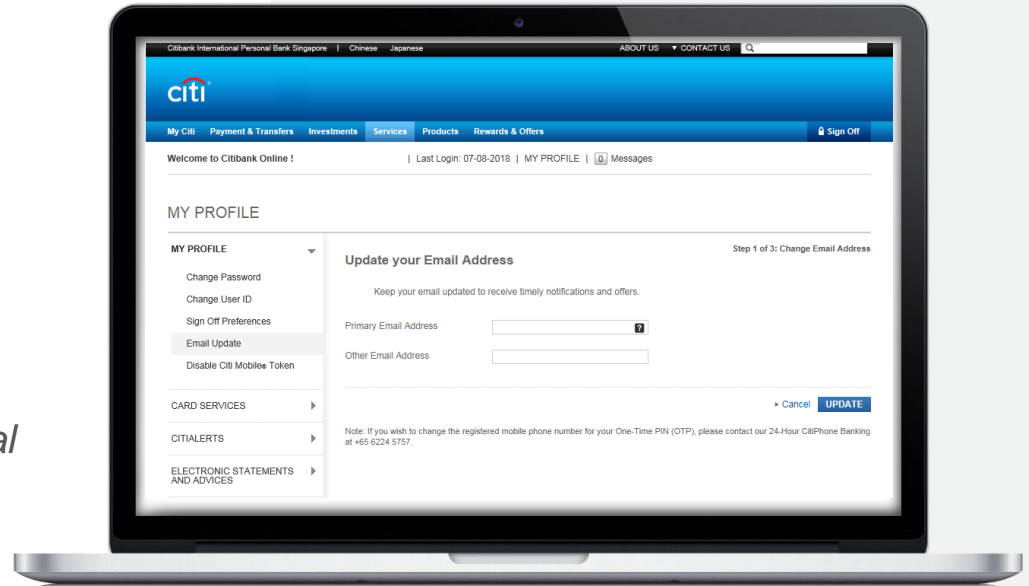 Citibank International Personal Bank Singapore | Chinese Japanese ABOUT US ▼ CONTACT US
citi
My Citi Payment & Transfers Investments Services Products Rewards & Offers Sign Off
Welcome to Citibank Online ! | Last Login: 07-08-2018 | MY PROFILE | 0 Messages
MY PROFILE
MY PROFILE
Change Password
Change User ID
Sign Off Preferences
Email Update
Disable Citi Mobile® Token
CARD SERVICES
CITIALERTS
ELECTRONIC STATEMENTS
AND ADVICES
Step 1 of 3: Change Email Address
Update your Email Address
Keep your email updated to receive timely notifications and offers.
Primary Email Address ?
Other Email Address
Cancel UPDATE
Note: If you wish to change the registered mobile phone number for your One-Time PIN (OTP), please contact our 24-Hour CitiPhone Banking
at +65 6224 5757.